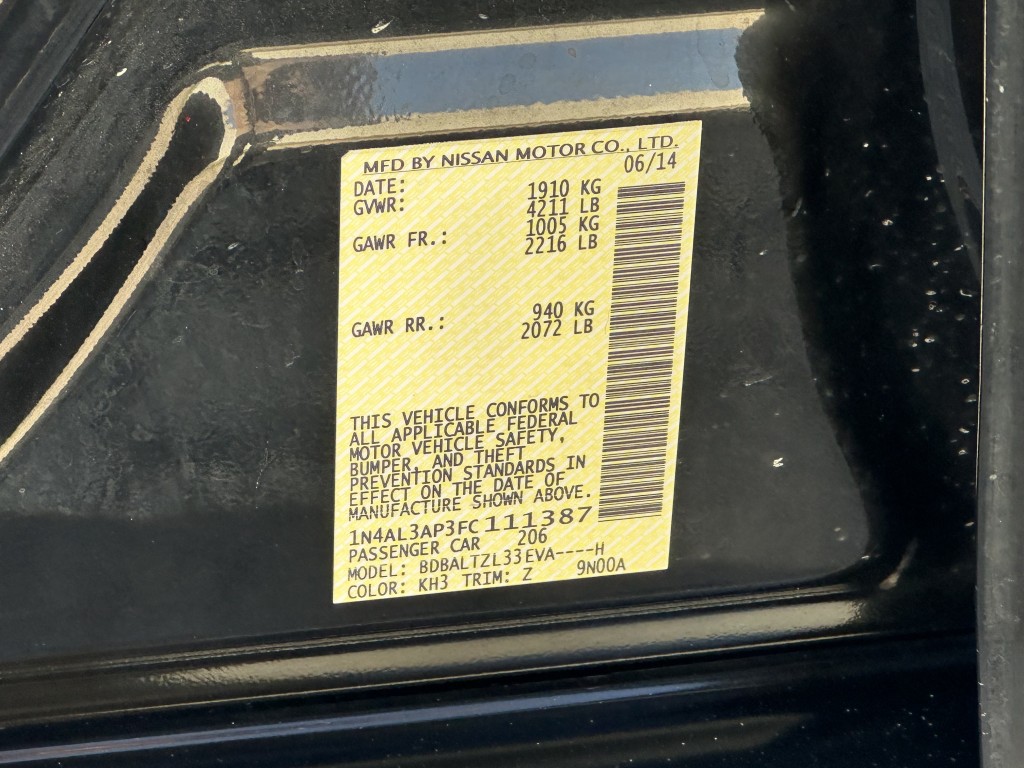 MFD BY NISSAN MOTOR CO., LTD.
DATE: 06/14
GVWR: 1910 KG
4211 LB
GAWR FR.: 1005 KG
2216 LB
GAWR RR.: 940 KG
2072 LB
THIS VEHICLE CONFORMS TO
ALL APPLICABLE FEDERAL
MOTOR VEHICLE SAFETY,
BUMPER, AND THEFT
PREVENTION STANDARDS IN
EFFECT ON THE DATE OF
MANUFACTURE SHOWN ABOVE.
1N4AL3AP3FC111387
PASSENGER CAR 206
MODEL: BDBALTZL33EVA----H
COLOR: KH3 TRIM: Z 9N00A